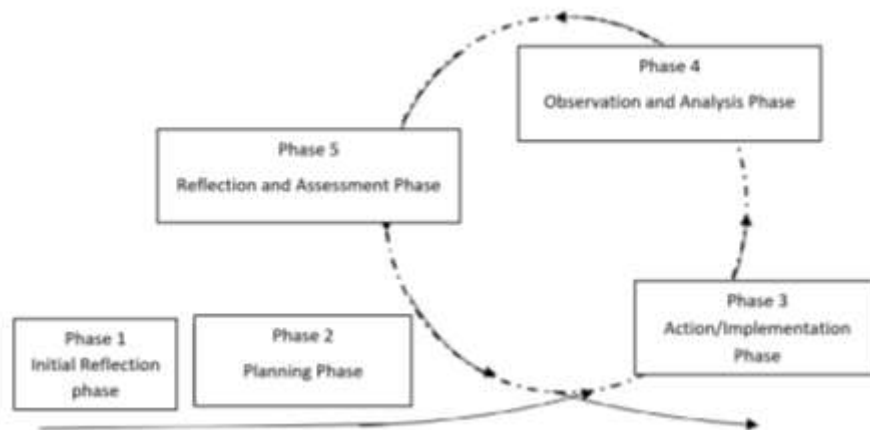 Phase 4
Observation and Analysis Phase
Phase 5
Reflection and Assessment Phase
Phase 3
Action/Implementation
Phase
Phase 1
Initial Reflection
phase
Phase 2
Planning Phase